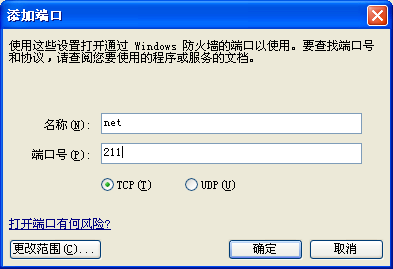 添加端口
使用这些设置打开通过 Windows 防火墙的端口以使用。要查找端口号
和协议，请查阅您要使用的程序或服务的文档。
名称(N): net
端口号(P): 211
TCP(T) UDP(U)
打开端口有何风险?
更改范围(C)... 确定 取消